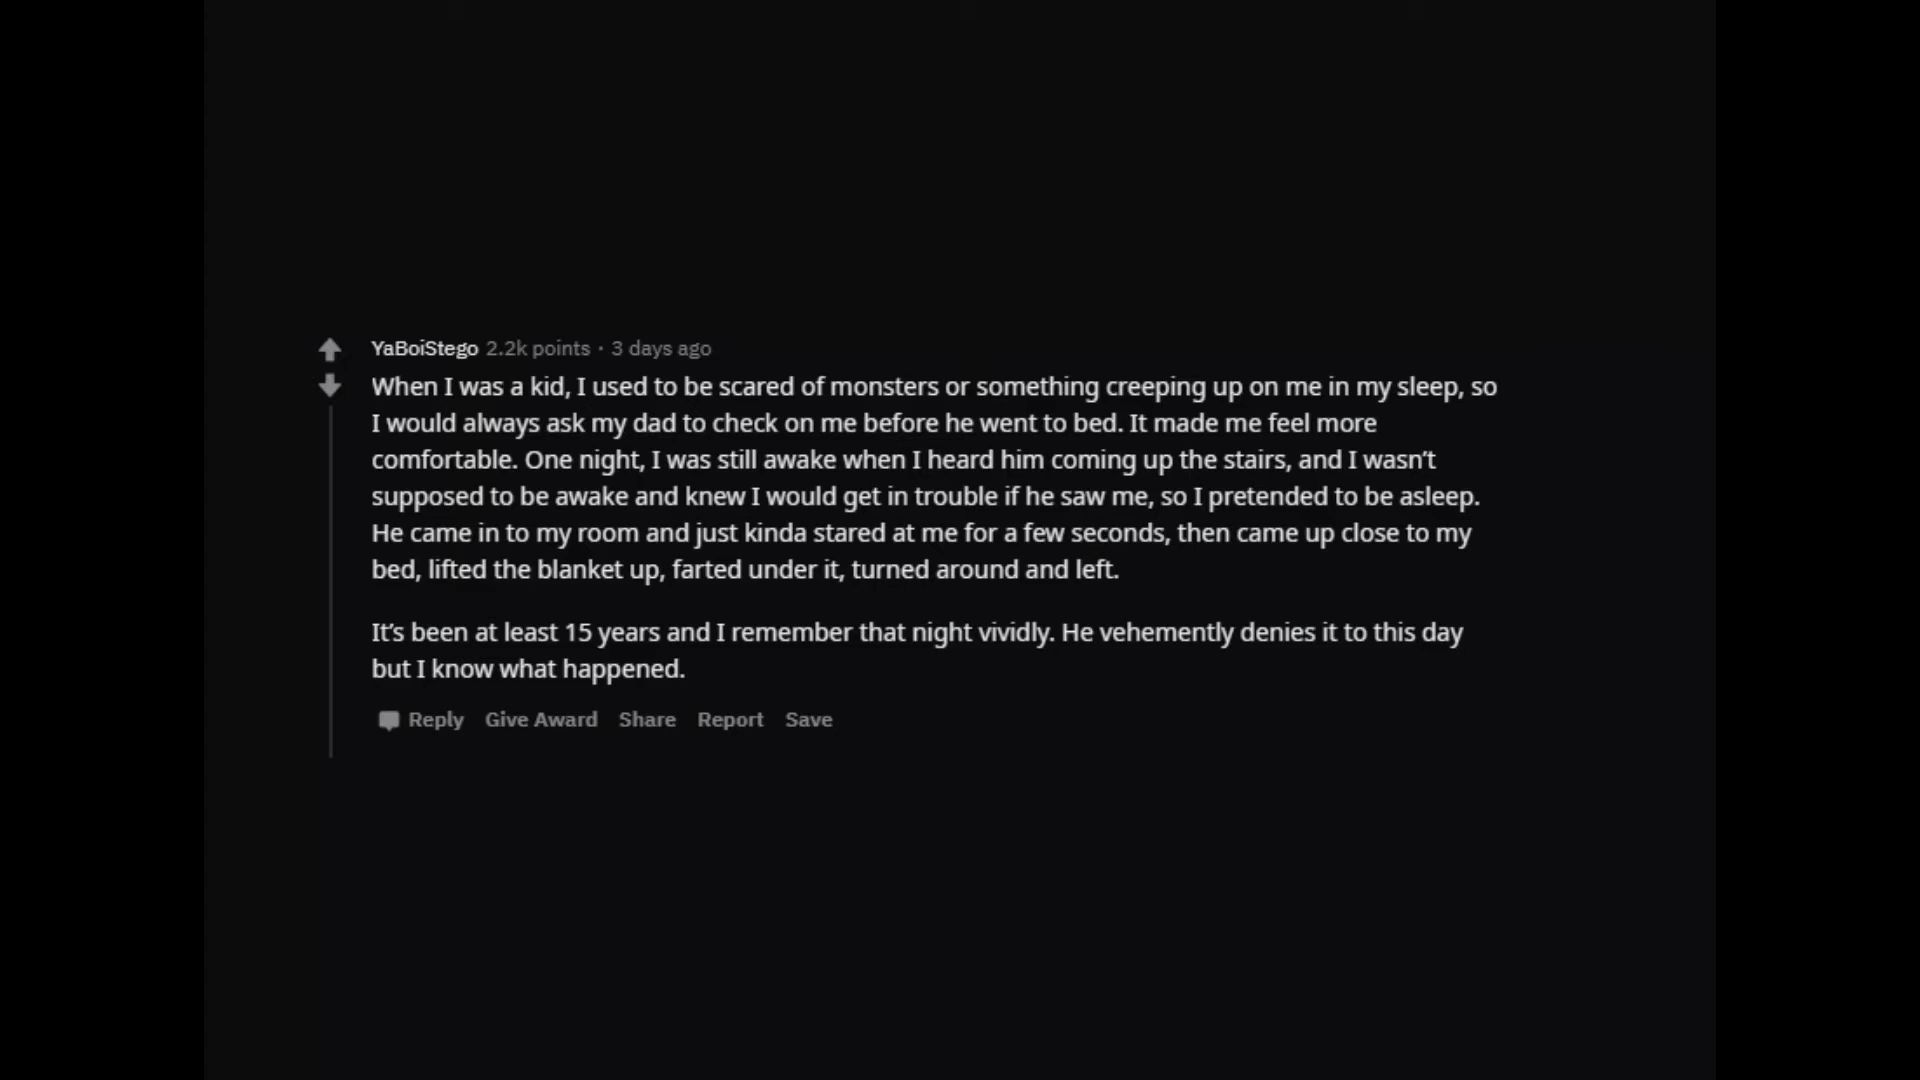 YaBoiStego 2.2k points · 3 days ago
When I was a kid, I used to be scared of monsters or something creeping up on me in my sleep, so
I would always ask my dad to check on me before he went to bed. It made me feel more
comfortable. One night, I was still awake when I heard him coming up the stairs, and I wasn't
supposed to be awake and knew I would get in trouble if he saw me, so I pretended to be asleep.
He came in to my room and just kinda stared at me for a few seconds, then came up close to my
bed, lifted the blanket up, farted under it, turned around and left.
It's been at least 15 years and I remember that night vividly. He vehemently denies it to this day
but I know what happened.
Reply Give Award Share Report Save